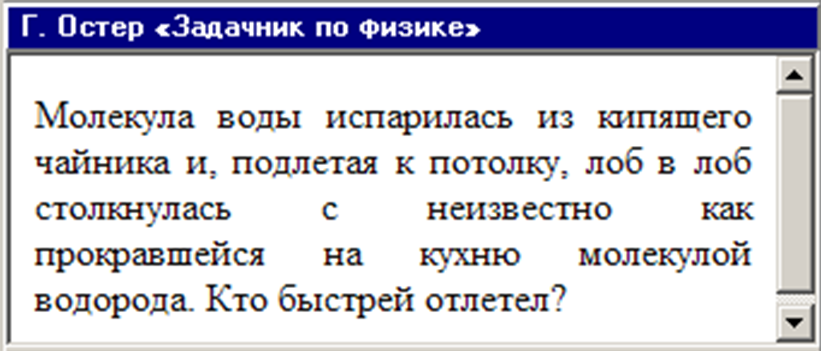 Г. Остер «Задачник по физике»
Молекула воды испарилась из кипящего
чайника и, подлетая к потолку, лоб в лоб
столкнулась с неизвестно как
прокравшейся на кухню молекулой
водорода. Кто быстрей отлетел?